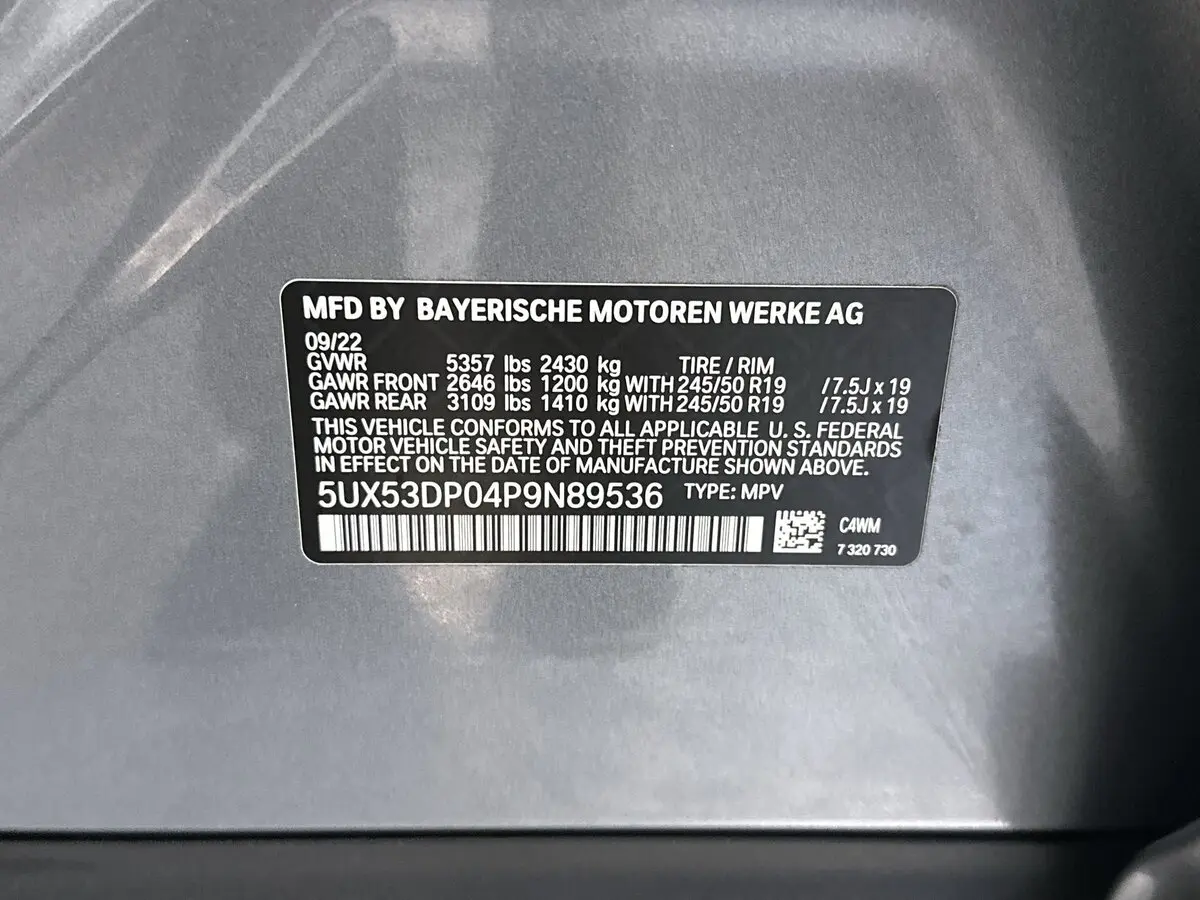 MFD BY BAYERISCHE MOTOREN WERKE AG
09/22
GVWR 5357 lbs 2430 kg TIRE / RIM
GAWR FRONT 2646 lbs 1200 kg WITH 245/50 R19 / 7.5J x 19
GAWR REAR 3109 lbs 1410 kg WITH 245/50 R19 / 7.5J x 19
THIS VEHICLE CONFORMS TO ALL APPLICABLE U. S. FEDERAL
MOTOR VEHICLE SAFETY AND THEFT PREVENTION STANDARDS
IN EFFECT ON THE DATE OF MANUFACTURE SHOWN ABOVE.
5UX53DP04P9N89536 TYPE: MPV
C4WM
7 320 730